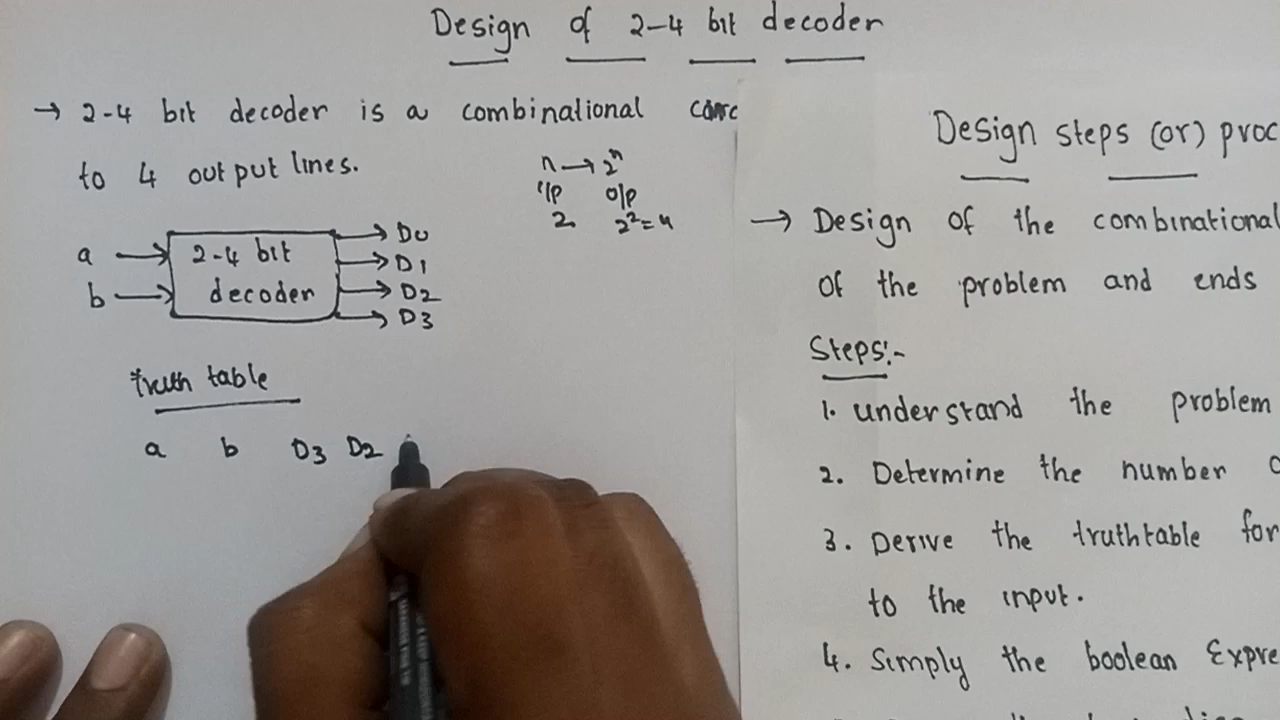 Design of 2-4 bit decoder
→ 2-4 bit decoder is a combinational
to 4 output lines.
n → 2ⁿ
i/p o/p
2 2²=4
a
b
2-4 bit
decoder
D0
D1
D2
D3
truth table
a b D3 D2
Design steps (or) proc
→ Design of the combinational
of the problem and ends
Steps:-
1. understand the problem
2. Determine the number
3. Derive the truthtable for
to the input.
4. Simply the boolean Expre